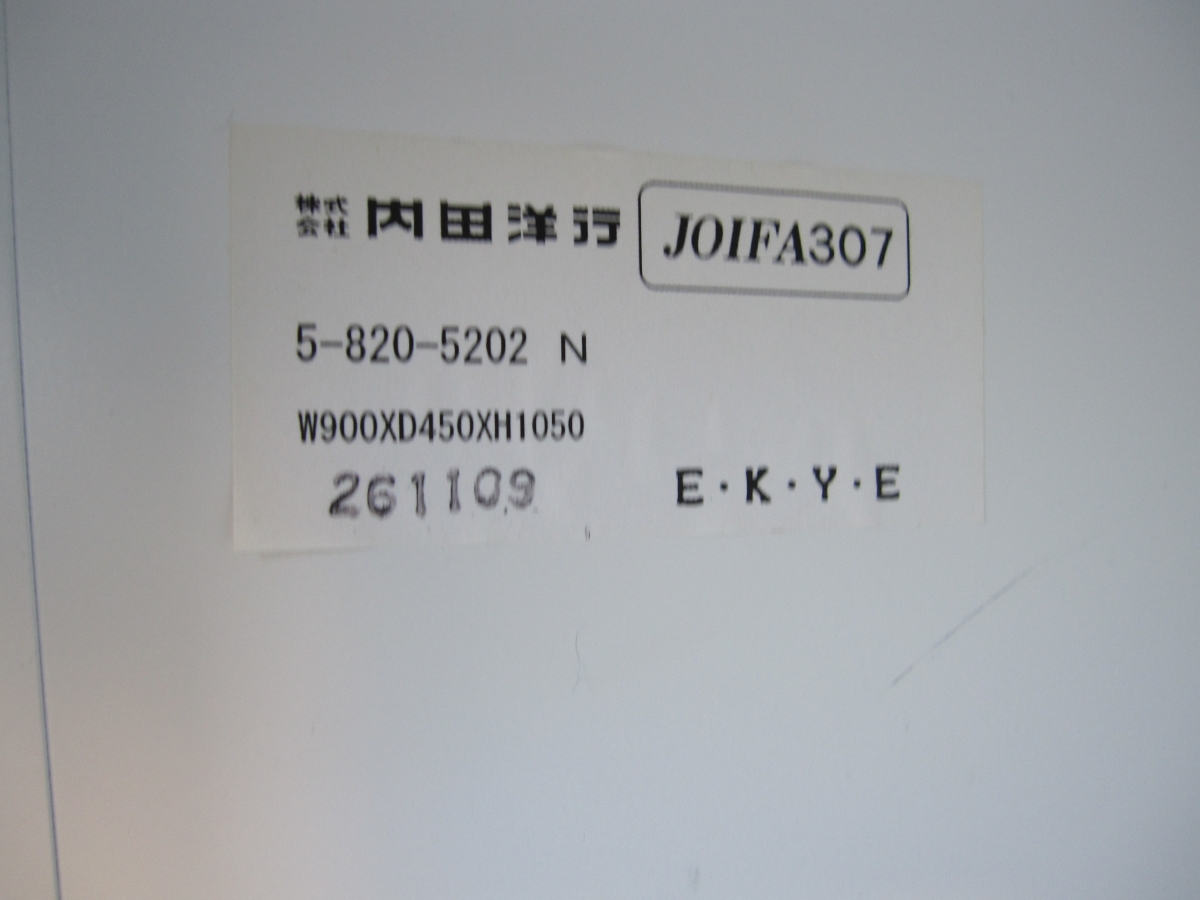 株式会社 内田洋行 JOIFA307
5-820-5202 N
W900XD450XH1050
261109 E・K・Y・E